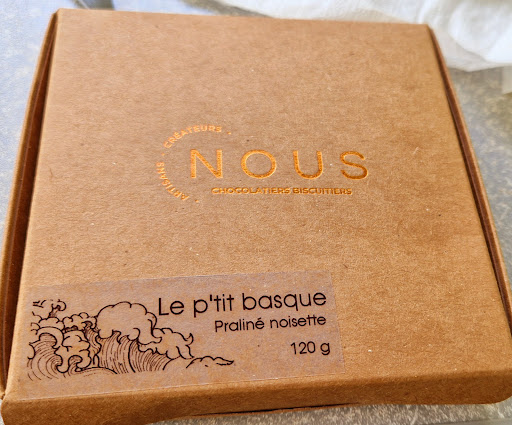 ARTISANS · CRÉATEURS
NOUS
CHOCOLATIERS BISCUITIERS
Le p'tit basque
Praliné noisette
120 g